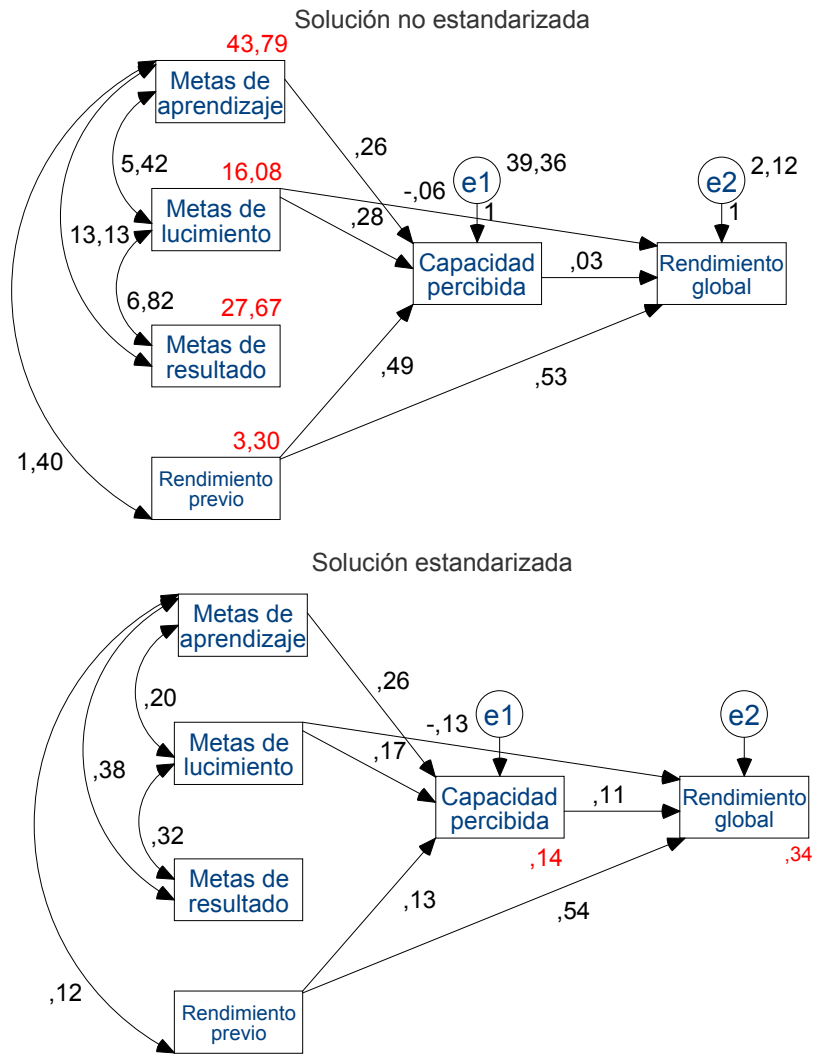 Solución no estandarizada
43,79
Metas de
aprendizaje
,26
39,36
2,12
e1
e2
5,42
16,08
-,06
1
1
Metas de
lucimiento
,28
13,13
Capacidad
percibida
,03
Rendimiento
global
6,82
27,67
Metas de
resultado
,49
,53
3,30
1,40
Rendimiento
previo
Solución estandarizada
Metas de
aprendizaje
,26
,20
e1
e2
-,13
Metas de
lucimiento
,17
,38
Capacidad
percibida
,11
Rendimiento
global
,32
,14
,34
Metas de
resultado
,13
,54
,12
Rendimiento
previo